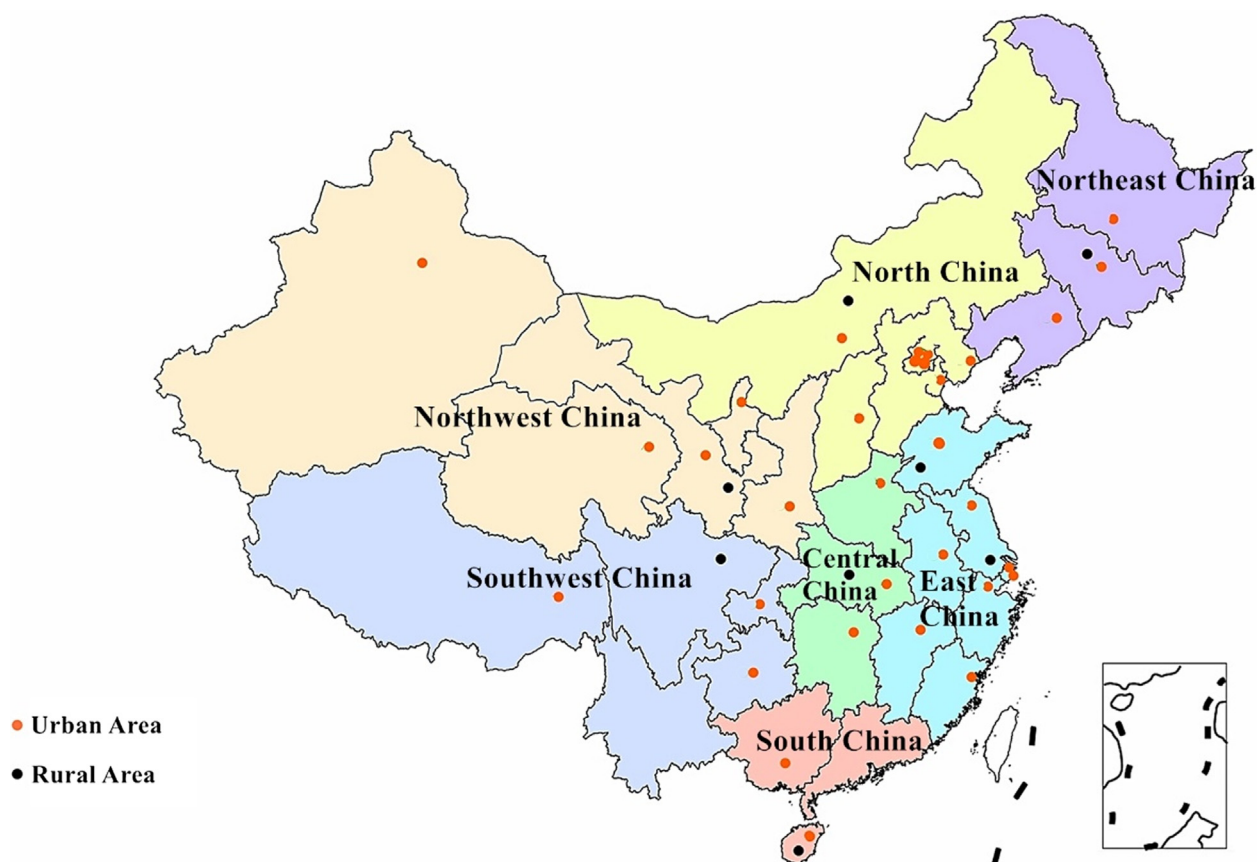 Northeast China
North China
Northwest China
Southwest China
Central
China
East
China
South China
Urban Area
Rural Area